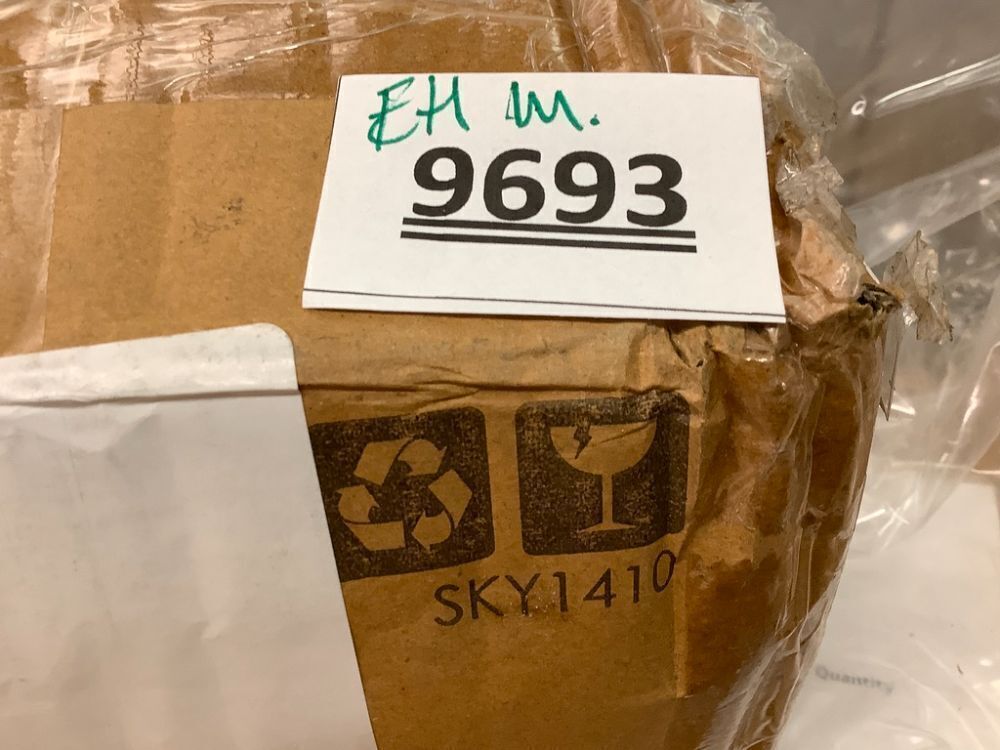 EH M.
9693
SKY1410
Quantity